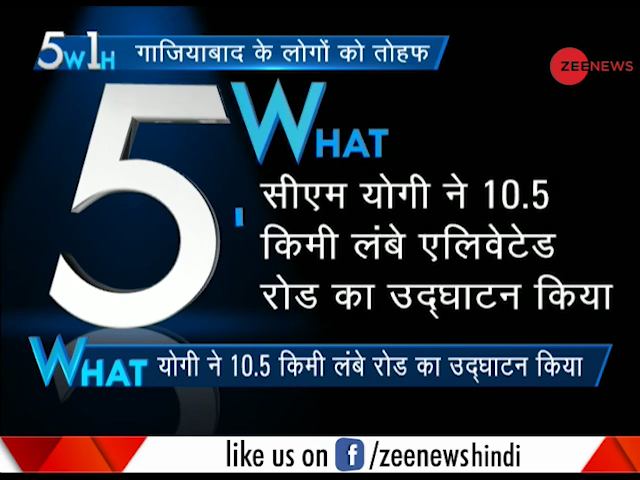 5W1H गाजियाबाद के लोगों को तोहफ
ZEENEWS
5
WHAT
सीएम योगी ने 10.5
किमी लंबे एलिवेटेड
रोड का उद्घाटन किया
WHAT योगी ने 10.5 किमी लंबे रोड का उद्घाटन किया
like us on f/zeenewshindi